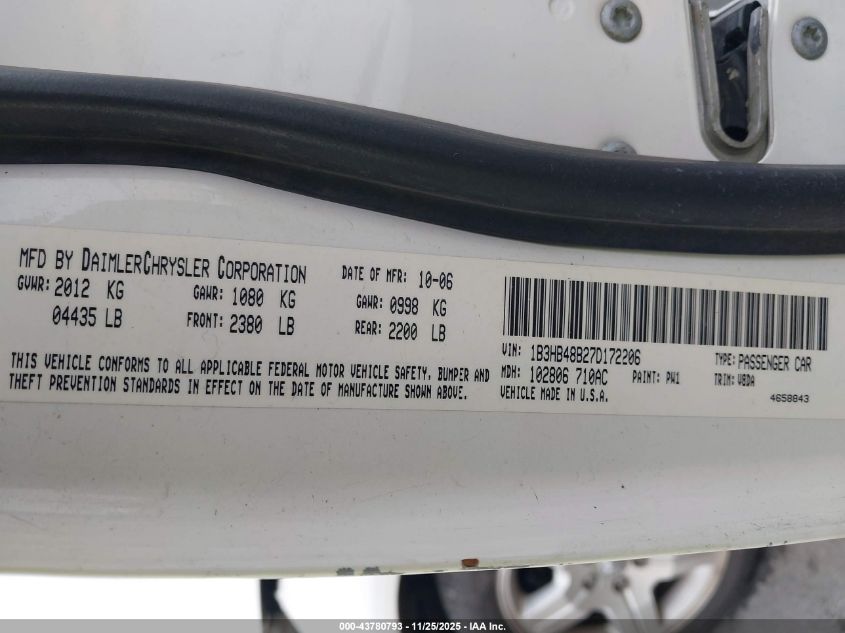 MFD BY DAIMLERCHRYSLER CORPORATION DATE OF MFR: 10-06
GVWR: 2012 KG GAWR: 1080 KG GAWR: 0998 KG
04435 LB FRONT: 2380 LB REAR: 2200 LB
THIS VEHICLE CONFORMS TO ALL APPLICABLE FEDERAL MOTOR VEHICLE SAFETY, BUMPER AND
THEFT PREVENTION STANDARDS IN EFFECT ON THE DATE OF MANUFACTURE SHOWN ABOVE.
VIN: 1B3HB48B27D172206 TYPE: PASSENGER CAR
MDH: 102806 710AC PAINT: PW1 TRIM: W8DA
VEHICLE MADE IN U.S.A. 4658843
000-43780793 - 11/25/2025 - IAA Inc.